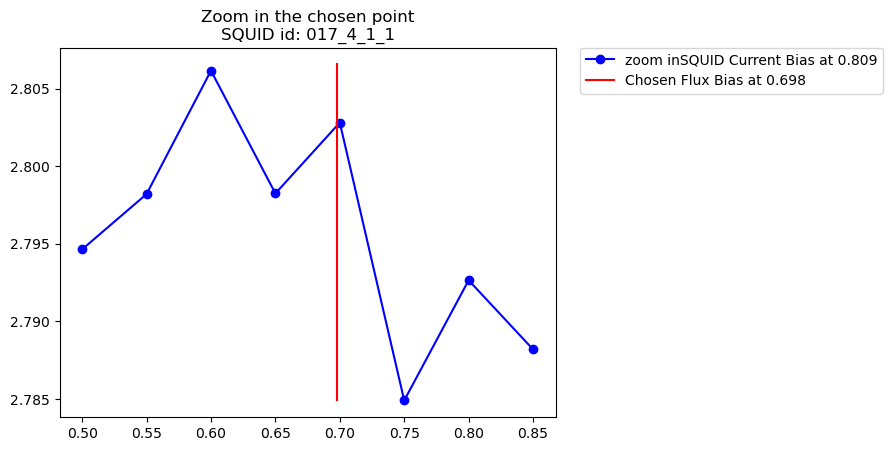 Zoom in the chosen point
SQUID id: 017_4_1_1
zoom inSQUID Current Bias at 0.809
Chosen Flux Bias at 0.698
2.805
2.800
2.795
2.790
2.785
0.50 0.55 0.60 0.65 0.70 0.75 0.80 0.85